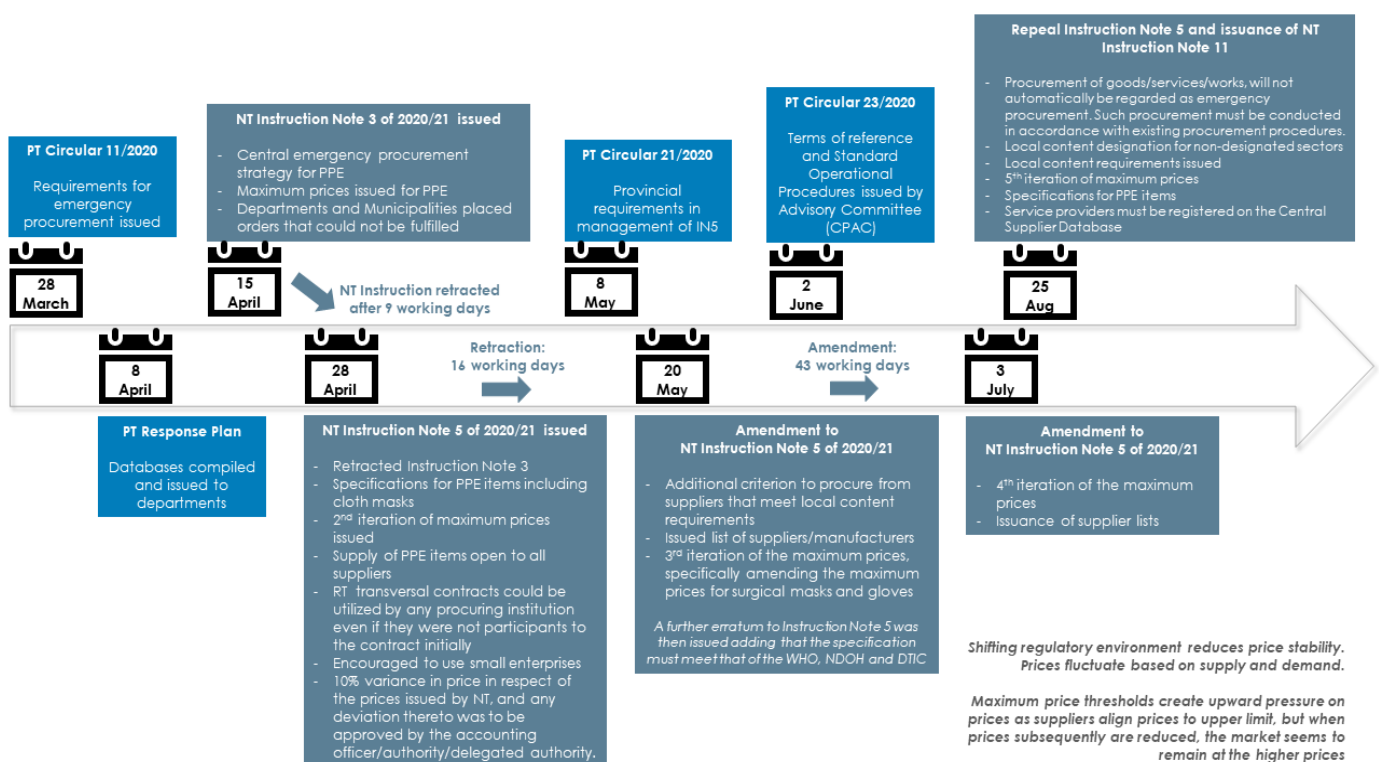 PT Circular 11/2020
Requirements for
emergency
procurement issued
28
March
PT Response Plan
Databases compiled
and issued to
departments
8
April
NT Instruction Note 3 of 2020/21 issued
- Central emergency procurement
strategy for PPE
- Maximum prices issued for PPE
- Departments and Municipalities placed
orders that could not be fulfilled
15
April
NT Instruction retracted
after 9 working days
28
April
NT Instruction Note 5 of 2020/21 issued
- Retracted Instruction Note 3
- Specifications for PPE items including
cloth masks
- 2nd iteration of maximum prices
issued
- Supply of PPE items open to all
suppliers
- RT transversal contracts could be
utilized by any procuring institution
even if they were not participants to
the contract initially
- Encouraged to use small enterprises
- 10% variance in price in respect of
the prices issued by NT, and any
deviation thereto was to be
approved by the accounting
officer/authority/delegated authority.
Retraction:
16 working days
PT Circular 21/2020
Provincial
requirements in
management of IN5
8
May
20
May
Amendment to
NT Instruction Note 5 of 2020/21
- Additional criterion to procure from
suppliers that meet local content
requirements
- Issued list of suppliers/manufacturers
- 3rd iteration of the maximum prices,
specifically amending the maximum
prices for surgical masks and gloves
A further erratum to Instruction Note 5 was
then issued adding that the specification
must meet that of the WHO, NDOH and DTIC
PT Circular 23/2020
Terms of reference
and Standard
Operational
Procedures issued by
Advisory Committee
(CPAC)
2
June
Amendment:
43 working days
3
July
Amendment to
NT Instruction Note 5 of 2020/21
- 4th iteration of the maximum
prices
- Issuance of supplier lists
Repeal Instruction Note 5 and issuance of NT
Instruction Note 11
- Procurement of goods/services/works, will not
automatically be regarded as emergency
procurement. Such procurement must be conducted
in accordance with existing procurement procedures.
- Local content designation for non-designated sectors
- Local content requirements issued
- 5th iteration of maximum prices
- Specifications for PPE items
- Service providers must be registered on the Central
Supplier Database
25
Aug
Shifting regulatory environment reduces price stability.
Prices fluctuate based on supply and demand.
Maximum price thresholds create upward pressure on
prices as suppliers align prices to upper limit, but when
prices subsequently are reduced, the market seems to
remain at the higher prices